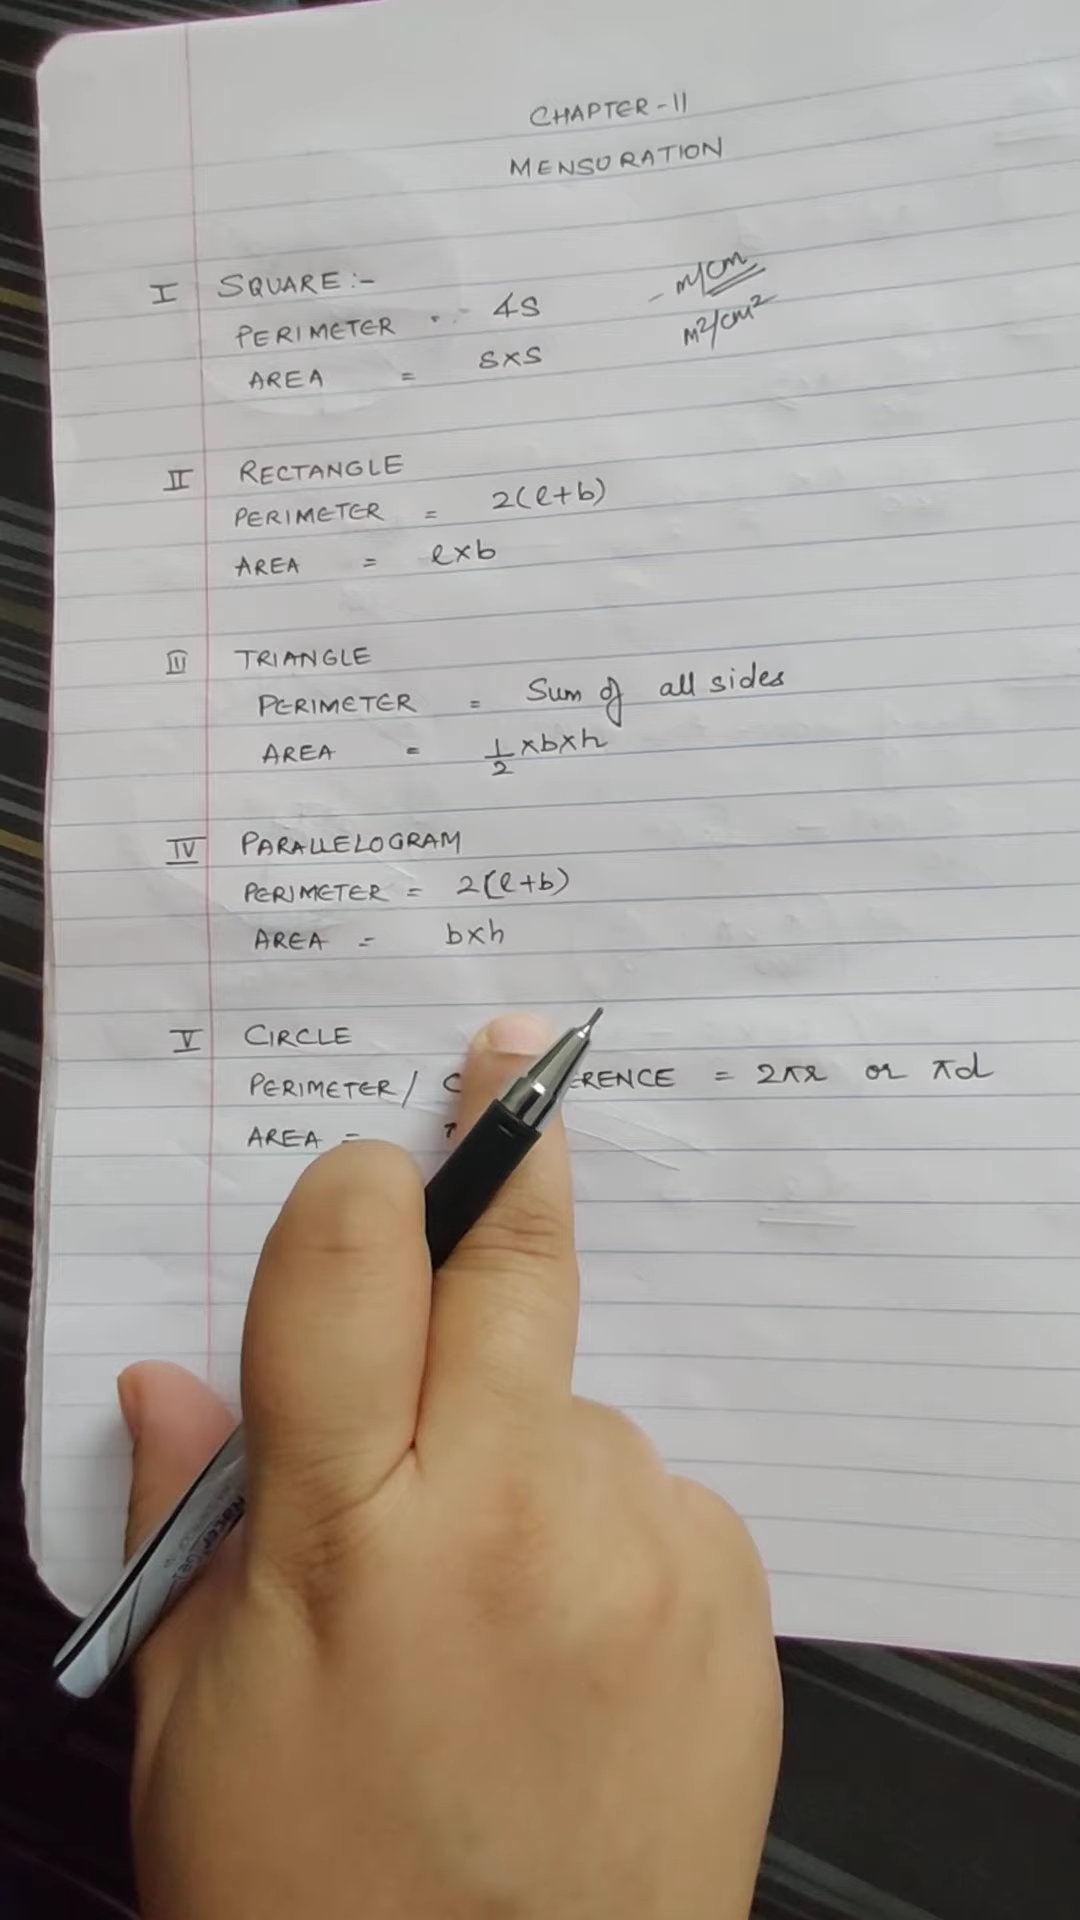 CHAPTER-11
MENSURATION
I SQUARE:-
PERIMETER = 4S - m/cm
AREA = S×S m²/cm²
II RECTANGLE
PERIMETER = 2(l+b)
AREA = l×b
III TRIANGLE
PERIMETER = Sum of all sides
AREA = 1/2 ×b×h
IV PARALLELOGRAM
PERIMETER = 2(l+b)
AREA = b×h
V CIRCLE
PERIMETER/ C ERENCE = 2πr or πd
AREA =